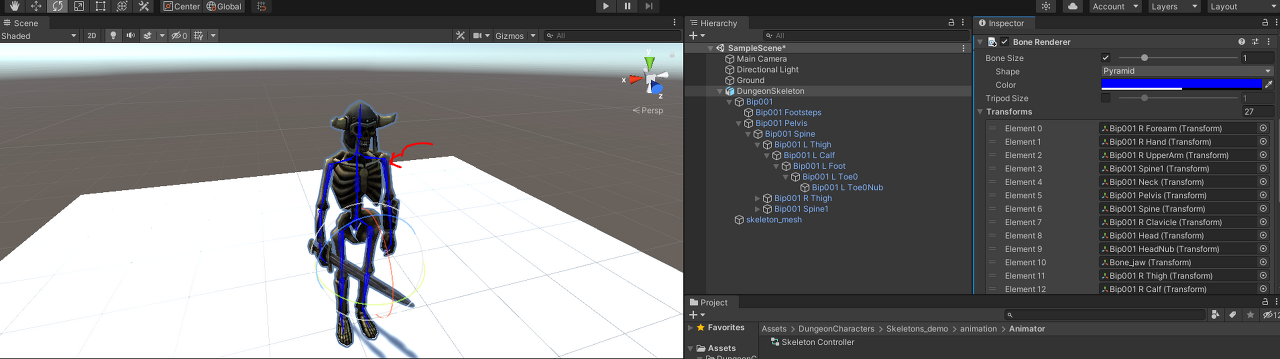 Center Global
Account Layers Layout
Scene
Shaded 2D 0 Gizmos All
y
x
z
Persp
Hierarchy
All
SampleScene*
Main Camera
Directional Light
Ground
DungeonSkeleton
Bip001
Bip001 Footsteps
Bip001 Pelvis
Bip001 Spine
Bip001 L Thigh
Bip001 L Calf
Bip001 L Foot
Bip001 L Toe0
Bip001 L Toe0Nub
Bip001 R Thigh
Bip001 Spine1
skeleton_mesh
Inspector
Bone Renderer
Bone Size 1
Shape Pyramid
Color
Tripod Size 1
Transforms 27
Element 0 Bip001 R Forearm (Transform)
Element 1 Bip001 R Hand (Transform)
Element 2 Bip001 R UpperArm (Transform)
Element 3 Bip001 Spine1 (Transform)
Element 4 Bip001 Neck (Transform)
Element 5 Bip001 Pelvis (Transform)
Element 6 Bip001 Spine (Transform)
Element 7 Bip001 R Clavicle (Transform)
Element 8 Bip001 Head (Transform)
Element 9 Bip001 HeadNub (Transform)
Element 10 Bone_jaw (Transform)
Element 11 Bip001 R Thigh (Transform)
Element 12 Bip001 R Calf (Transform)
Project
Favorites
Assets
Assets > DungeonCharacters > Skeletons_demo > animation > Animator
Skeleton Controller